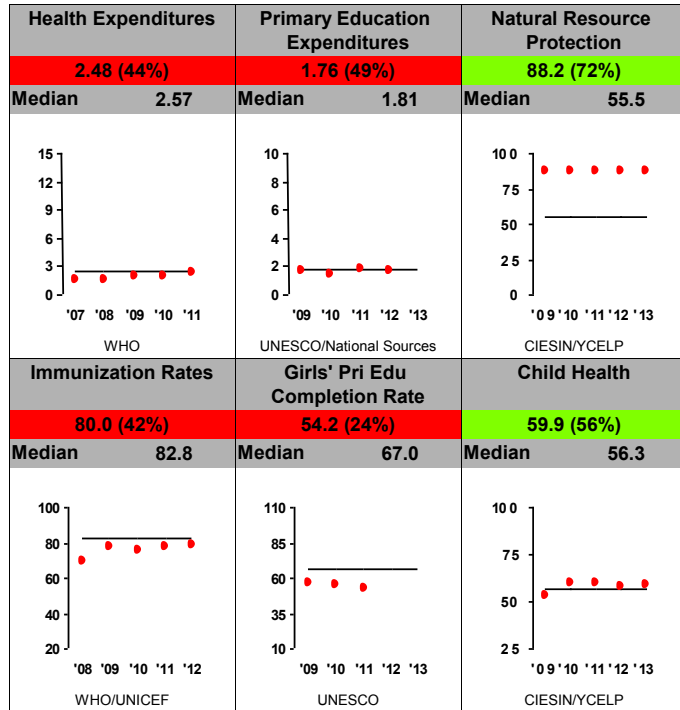 Health Expenditures
2.48 (44%)
Median 2.57
15
12
9
6
3
0
'07 '08 '09 '10 '11
WHO
Primary Education
Expenditures
1.76 (49%)
Median 1.81
10
8
6
4
2
0
'09 '10 '11 '12 '13
UNESCO/National Sources
Natural Resource
Protection
88.2 (72%)
Median 55.5
10 0
75
50
25
0
'0 9 '10 '11 '12 '13
CIESIN/YCELP
Immunization Rates
80.0 (42%)
Median 82.8
100
80
60
40
20
'08 '09 '10 '11 '12
WHO/UNICEF
Girls' Pri Edu
Completion Rate
54.2 (24%)
Median 67.0
110
85
60
35
10
'09 '10 '11 '12 '13
UNESCO
Child Health
59.9 (56%)
Median 56.3
10 0
75
50
25
'0 9 '10 '11 '12 '13
CIESIN/YCELP